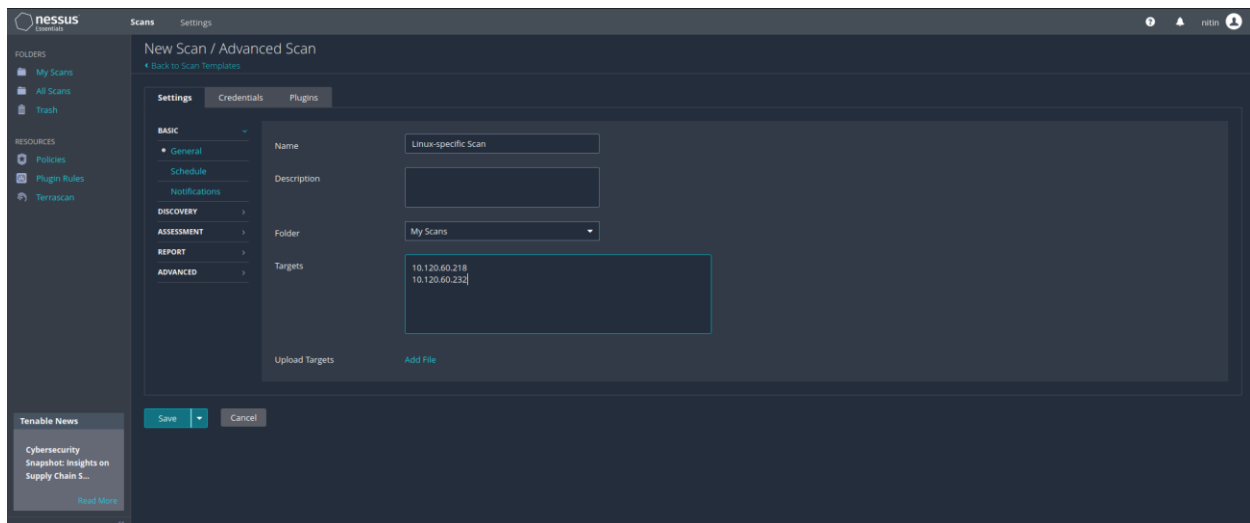 nessus
Essentials
Scans
Settings
nitin
FOLDERS
My Scans
All Scans
Trash
RESOURCES
Policies
Plugin Rules
Terrascan
Tenable News
Cybersecurity
Snapshot: Insights on
Supply Chain S...
Read More
New Scan / Advanced Scan
Back to Scan Templates
Settings
Credentials
Plugins
BASIC
General
Schedule
Notifications
DISCOVERY
ASSESSMENT
REPORT
ADVANCED
Name
Linux-specific Scan
Description
Folder
My Scans
Targets
10.120.60.218
10.120.60.232
Upload Targets
Add File
Save
Cancel